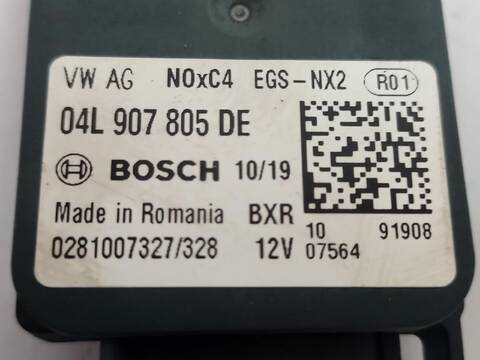 VW AG NOxC4 EGS-NX2 R01
04L 907 805 DE
BOSCH 10/19
Made in Romania BXR 10 91908
0281007327/328 12V 07564